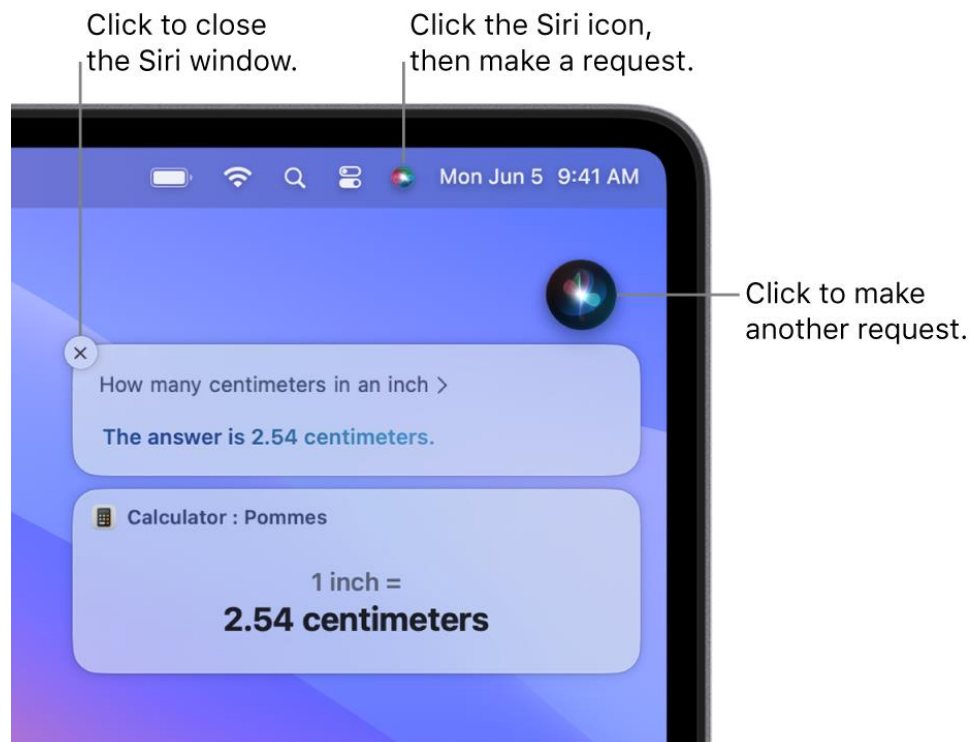 Click to close
the Siri window.
Click the Siri icon,
then make a request.
Mon Jun 5 9:41 AM
Click to make
another request.
How many centimeters in an inch >
The answer is 2.54 centimeters.
Calculator : Pommes
1 inch =
2.54 centimeters